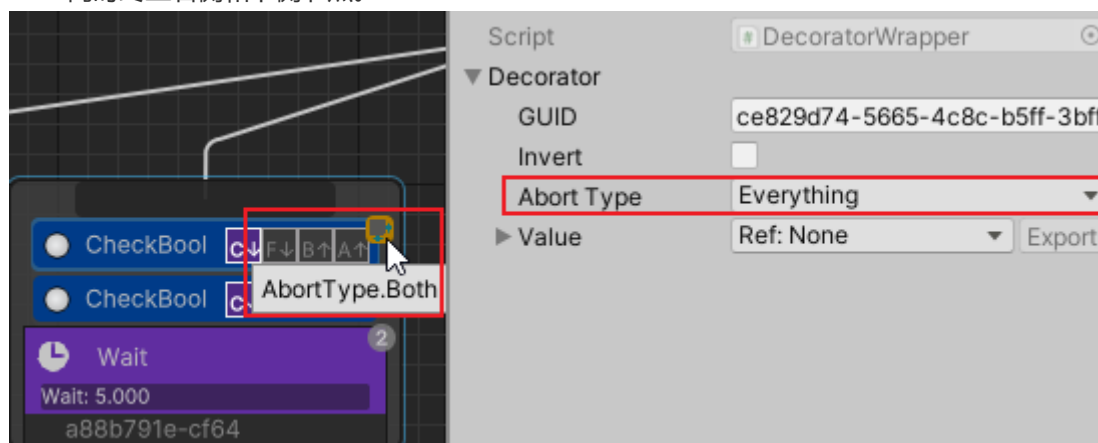 Script
DecoratorWrapper
Decorator
GUID
ce829d74-5665-4c8c-b5ff-3bff
Invert
Abort Type
Everything
Value
Ref: None
Export
CheckBool
C↓ F↓ B↑ A↑
CheckBool
C
AbortType.Both
2
Wait
Wait: 5.000
a88b791e-cf64